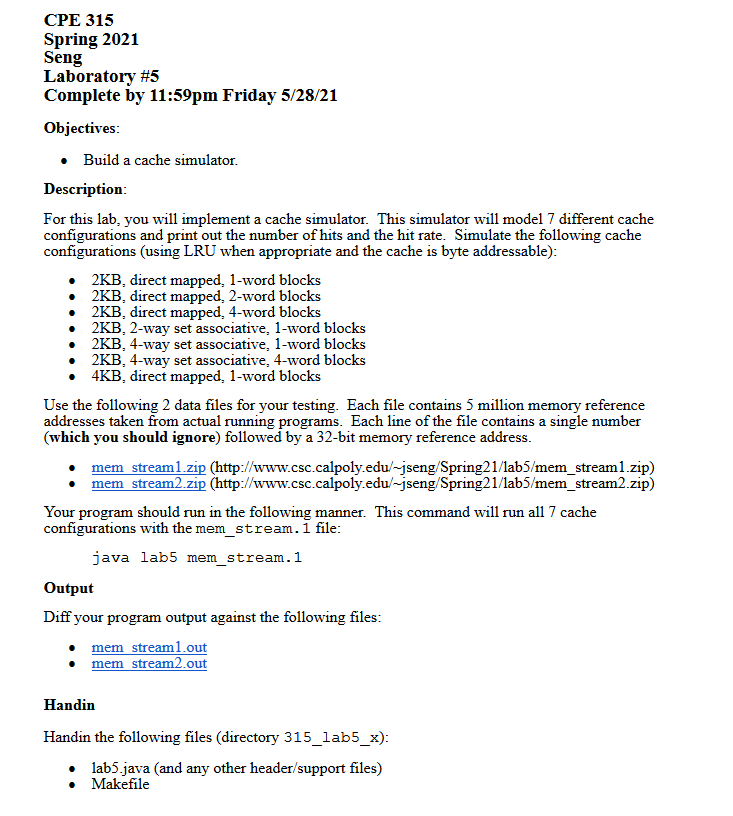 CPE 315
Spring 2021
Seng
Laboratory #5
Complete by 11:59pm Friday 5/28/21
Objectives:
• Build a cache simulator.
Description:
For this lab, you will implement a cache simulator. This simulator will model 7 different cache
configurations and print out the number of hits and the hit rate. Simulate the following cache
configurations (using LRU when appropriate and the cache is byte addressable):
• 2KB, direct mapped, 1-word blocks
• 2KB, direct mapped, 2-word blocks
• 2KB, direct mapped, 4-word blocks
• 2KB, 2-way set associative, 1-word blocks
• 2KB, 4-way set associative, 1-word blocks
• 2KB, 4-way set associative, 4-word blocks
• 4KB, direct mapped, 1-word blocks
Use the following 2 data files for your testing. Each file contains 5 million memory reference
addresses taken from actual running programs. Each line of the file contains a single number
(which you should ignore) followed by a 32-bit memory reference address.
• mem_stream1.zip (http://www.csc.calpoly.edu/~jseng/Spring21/lab5/mem_stream1.zip)
• mem_stream2.zip (http://www.csc.calpoly.edu/~jseng/Spring21/lab5/mem_stream2.zip)
Your program should run in the following manner. This command will run all 7 cache
configurations with the mem_stream.1 file:
java lab5 mem_stream.1
Output
Diff your program output against the following files:
• mem_stream1.out
• mem_stream2.out
Handin
Handin the following files (directory 315_lab5_x):
• lab5.java (and any other header/support files)
• Makefile